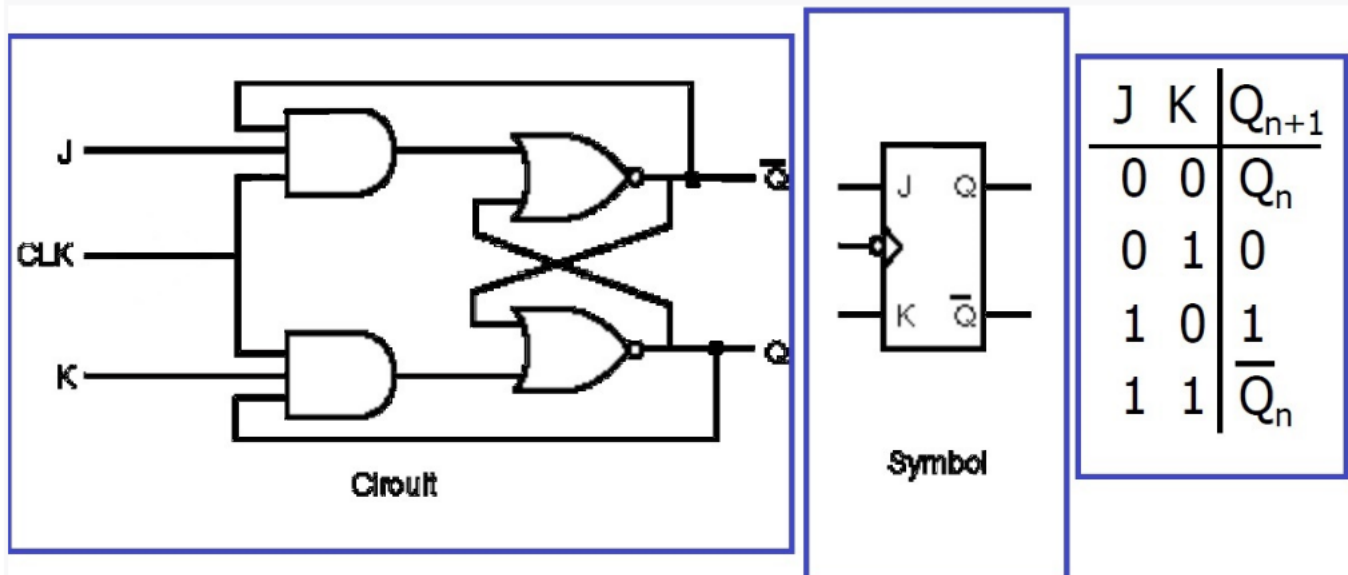 J
Q̅
CLK
K
Q
Circuit
J Q
K Q̅
Symbol
J K Qₙ₊₁
0 0 Qₙ
0 1 0
1 0 1
1 1 Q̅ₙ